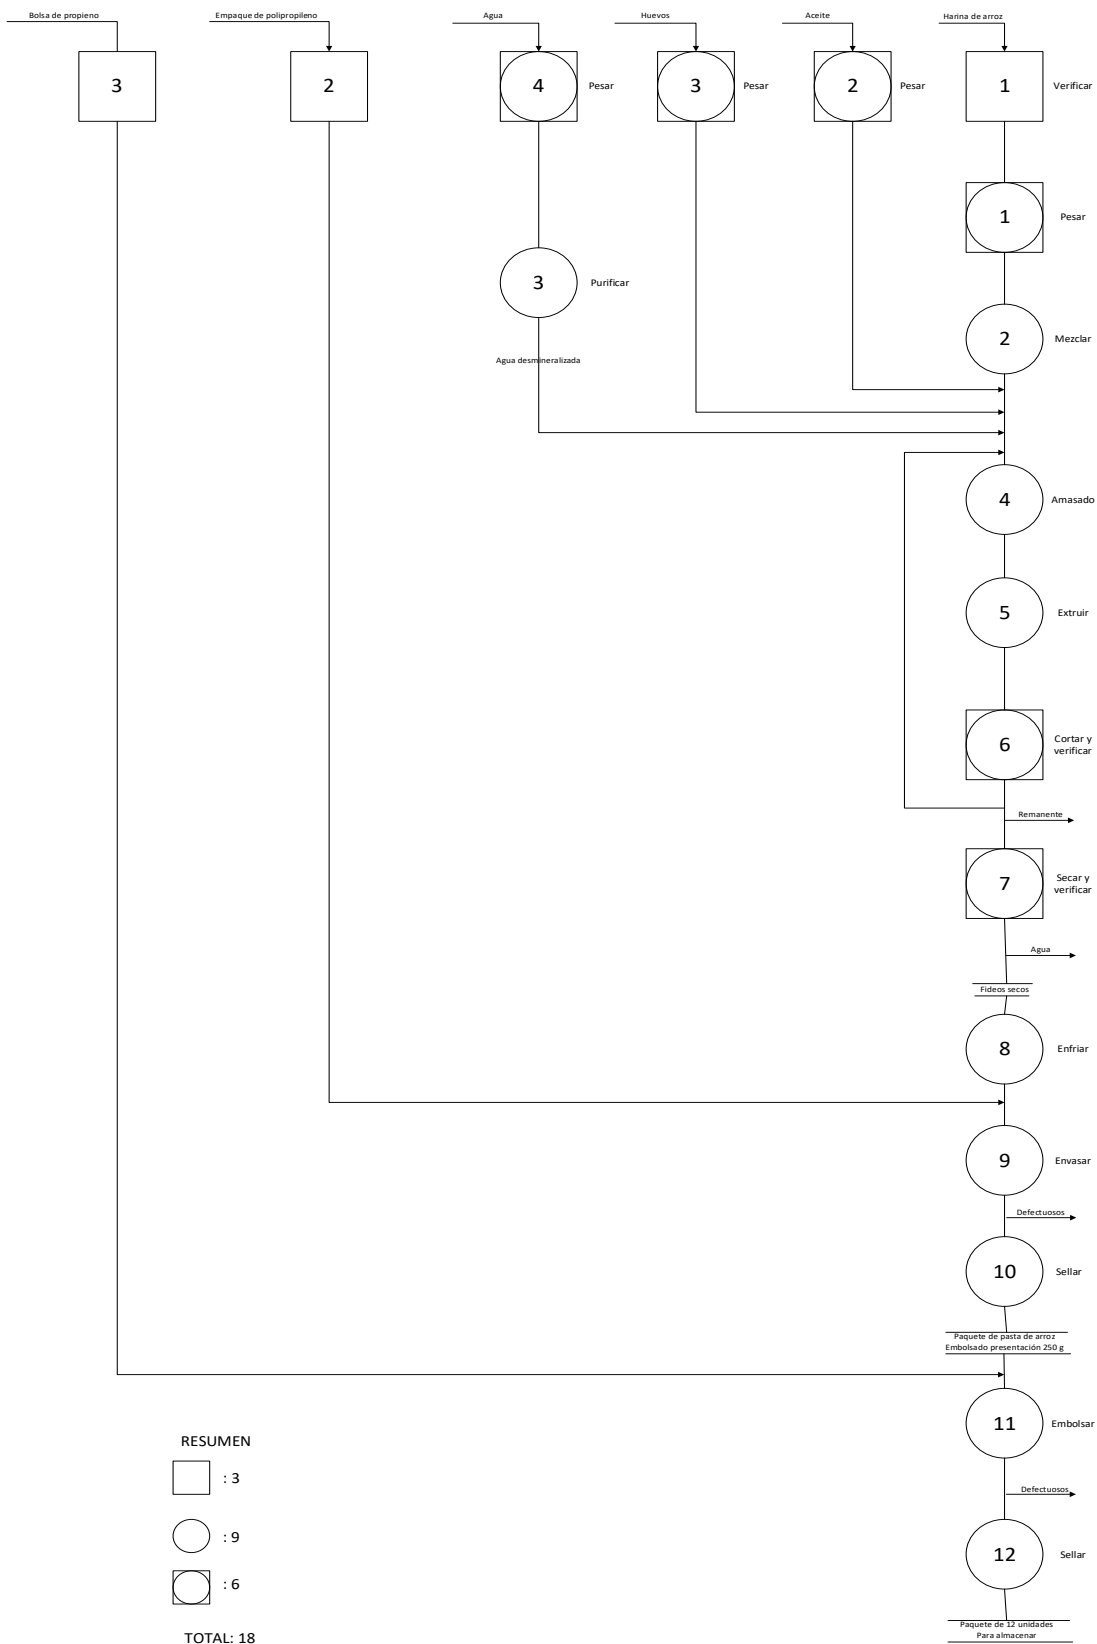 Bolsa de propieno
Empaque de polipropileno
Agua
Huevos
Aceite
Harina de arroz
3
2
4
Pesar
3
Pesar
2
Pesar
1
Verificar
1
Pesar
3
Purificar
2
Mezclar
Agua desmineralizada
4
Amasado
5
Extruir
6
Cortar y
verificar
Remanente
7
Secar y
verificar
Agua
Fideos secos
8
Enfriar
9
Envasar
Defectuosos
10
Sellar
Paquete de pasta de arroz
Embolsado presentación 250 g
11
Embolsar
Defectuosos
12
Sellar
Paquete de 12 unidades
Para almacenar
RESUMEN
: 3
: 9
: 6
TOTAL: 18